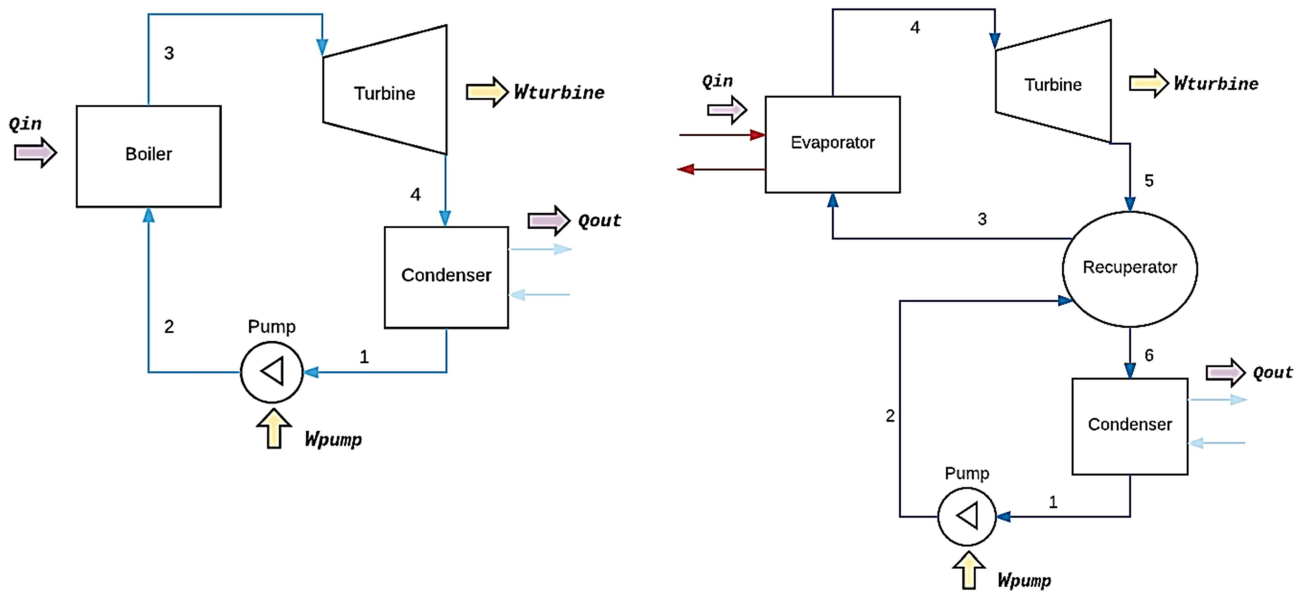 3
Turbine
Wturbine
Qin
Boiler
4
Qout
Condenser
2
Pump
1
Wpump
4
Turbine
Wturbine
Qin
Evaporator
5
3
Recuperator
6
Qout
2
Condenser
Pump
1
Wpump